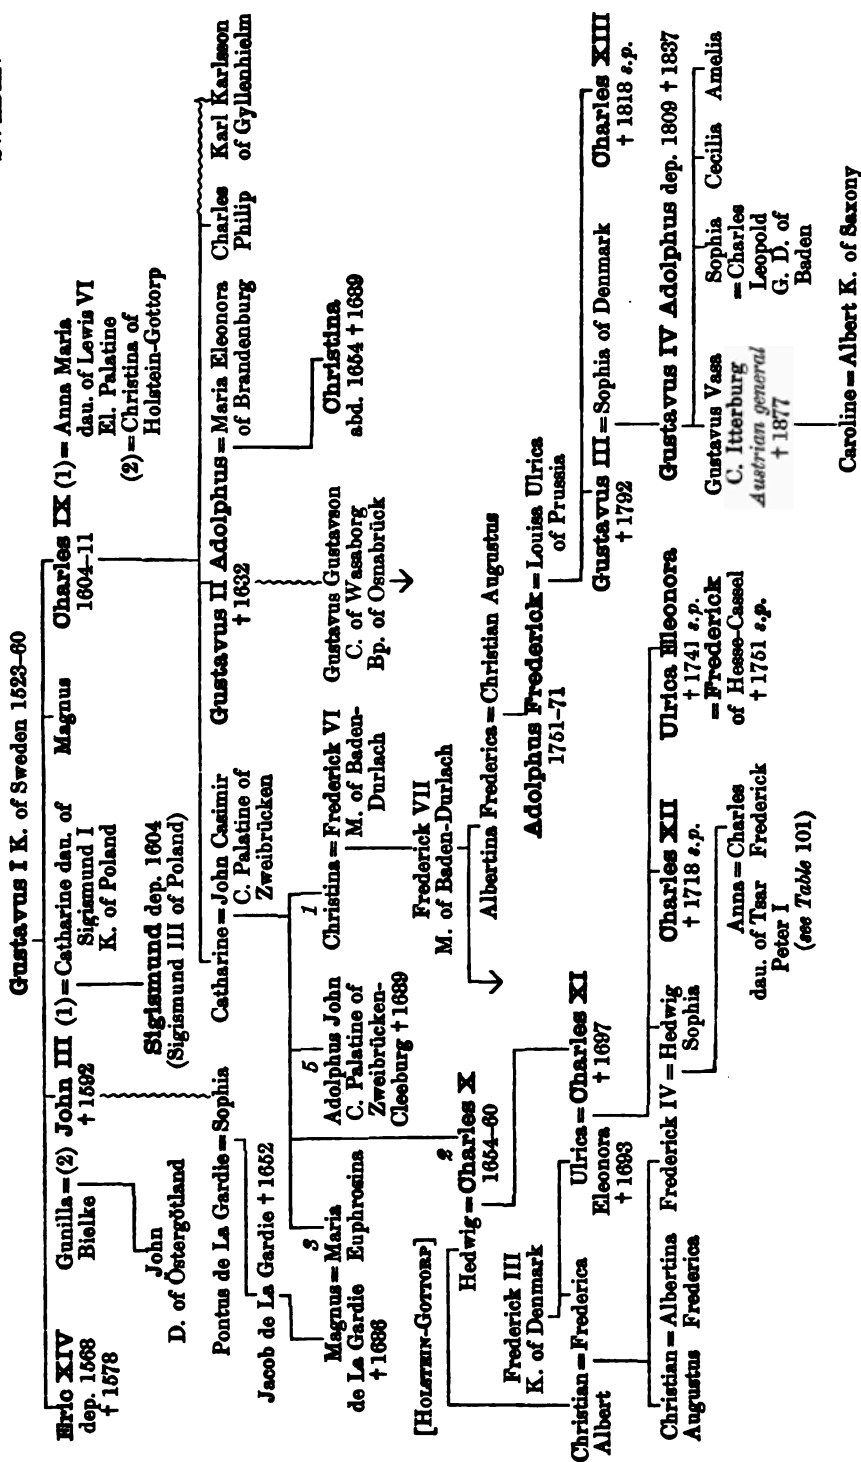 Gustavus I K. of Sweden 1523–60
Eric XIV
dep. 1568
† 1578
Gunilla=(2) John III (1)=Catharine dau. of
Bielke
† 1592
Sigismund I
K. of Poland
Magnus
Charles IX (1)=Anna Maria
1604–11
dau. of Lewis VI
El. Palatine
(2)=Christina of
Holstein-Gottorp
John
D. of Östergötland
Sigismund dep. 1604
(Sigismund III of Poland)
Pontus de La Gardie=Sophia
Catharine=John Casimir
C. Palatine of
Zweibrücken
Gustavus II Adolphus=Maria Eleonora
† 1632
of Brandenburg
Charles
Philip
Karl Karlsson
of Gyllenhielm
Jacob de La Gardie † 1652
3
Magnus=Maria
de La Gardie Euphrosina
† 1686
5
Adolphus John
C. Palatine of
Zweibrücken-
Cleeburg † 1689
1
Christina=Frederick VI
M. of Baden-
Durlach
Gustavus Gustavson
C. of Wasaborg
Bp. of Osnabrück
Christina
abd. 1654 † 1689
[HOLSTEIN-GOTTORP]
2
Hedwig=Charles X
1654–60
Frederick VII
M. of Baden-Durlach
Albertina Frederica=Christian Augustus
Frederick III
K. of Denmark
Adolphus Frederick=Louisa Ulrica
1751–71
of Prussia
Christian=Frederica
Albert
Ulrica=Charles XI
Eleonora
† 1693
† 1697
Gustavus III=Sophia of Denmark
† 1792
Charles XIII
† 1818 s.p.
Christian=Albertina
Augustus Frederica
Frederick IV=Hedwig
Sophia
Charles XII
† 1718 s.p.
Ulrica Eleonora
† 1741 s.p.
=Frederick
of Hesse-Cassel
† 1751 s.p.
Gustavus IV Adolphus dep. 1809 † 1837
Anna=Charles
dau. of Tsar Frederick
Peter I
(see Table 101)
Gustavus Vasa
C. Itterburg
Austrian general
† 1877
Sophia
=Charles
Leopold
G. D. of
Baden
Cecilia
Amelia
Caroline=Albert K. of Saxony